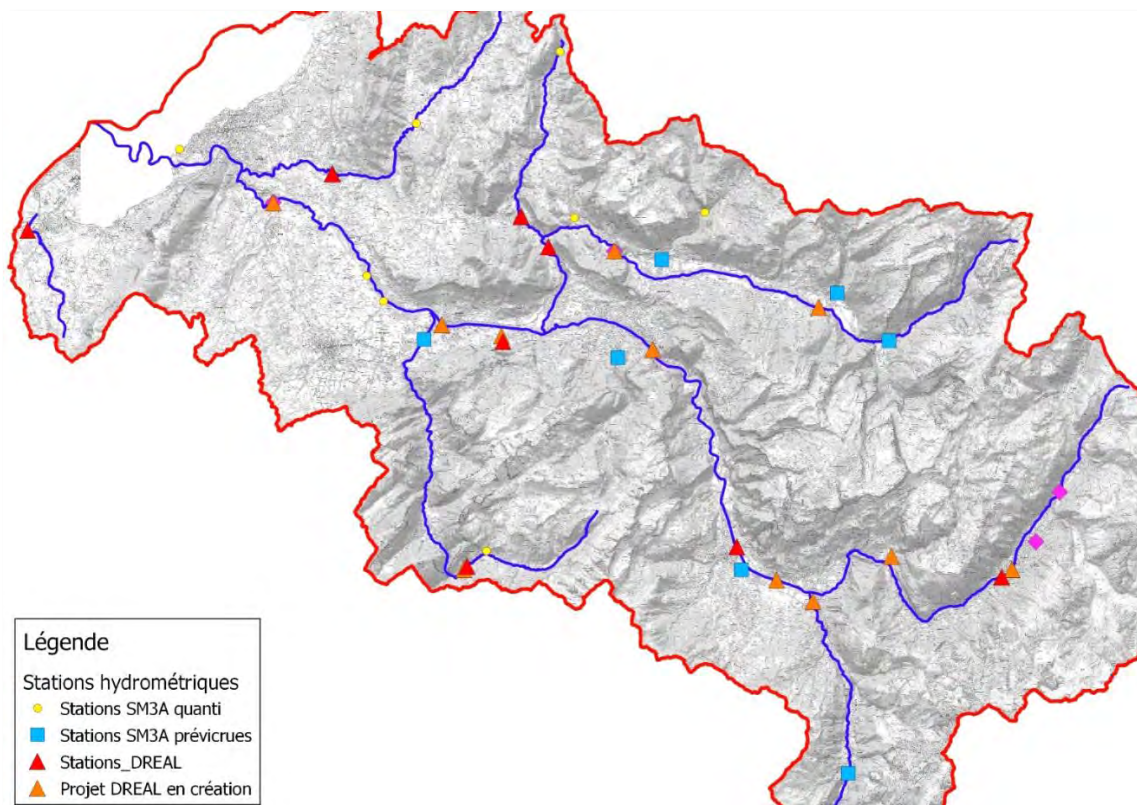 Légende
Stations hydrométriques
Stations SM3A quanti
Stations SM3A prévicrues
Stations_DREAL
Projet DREAL en création